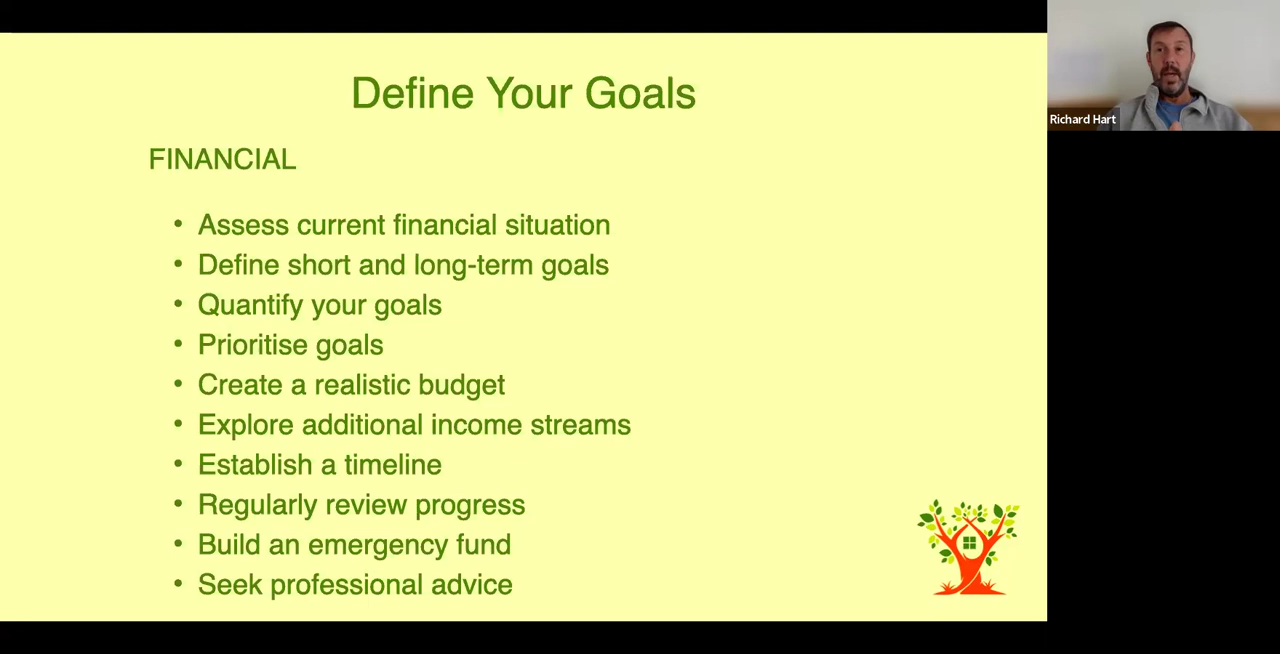 Define Your Goals
Richard Hart
FINANCIAL
• Assess current financial situation
• Define short and long-term goals
• Quantify your goals
• Prioritise goals
• Create a realistic budget
• Explore additional income streams
• Establish a timeline
• Regularly review progress
• Build an emergency fund
• Seek professional advice